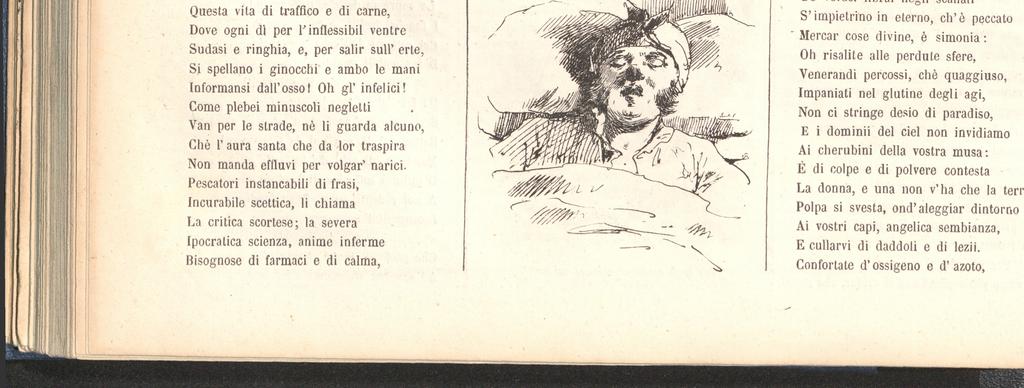 Questa vita di traffico e di carne,
Dove ogni dì per l'inflessibil ventre
Sudasi e ringhia, e, per salir sull' erte,
Si spellano i ginocchi e ambo le mani
Informansi dall'osso! Oh gl' infelici!
Come plebei minuscoli negletti
Van per le strade, nè li guarda alcuno,
Chè l' aura santa che da lor traspira
Non manda effluvi per volgar' narici.
Pescatori instancabili di frasi,
Incurabile scettica, li chiama
La critica scortese; la severa
Ipocratica scienza, anime inferme
Bisognose di farmaci e di calma,
S'impietrino in eterno, ch'è peccato
Mercar cose divine, è simonia:
Oh risalite alle perdute sfere,
Venerandi percossi, chè quaggiuso,
Impaniati nel glutine degli agi,
Non ci stringe desio di paradiso,
E i dominii del ciel non invidiamo
Ai cherubini della vostra musa:
È di colpe e di polvere contesta
La donna, e una non v'ha che la terr
Polpa si svesta, ond'aleggiar dintorno
Ai vostri capi, angelica sembianza,
E cullarvi di daddoli e di lezii.
Confortate d'ossigeno e d' azoto,